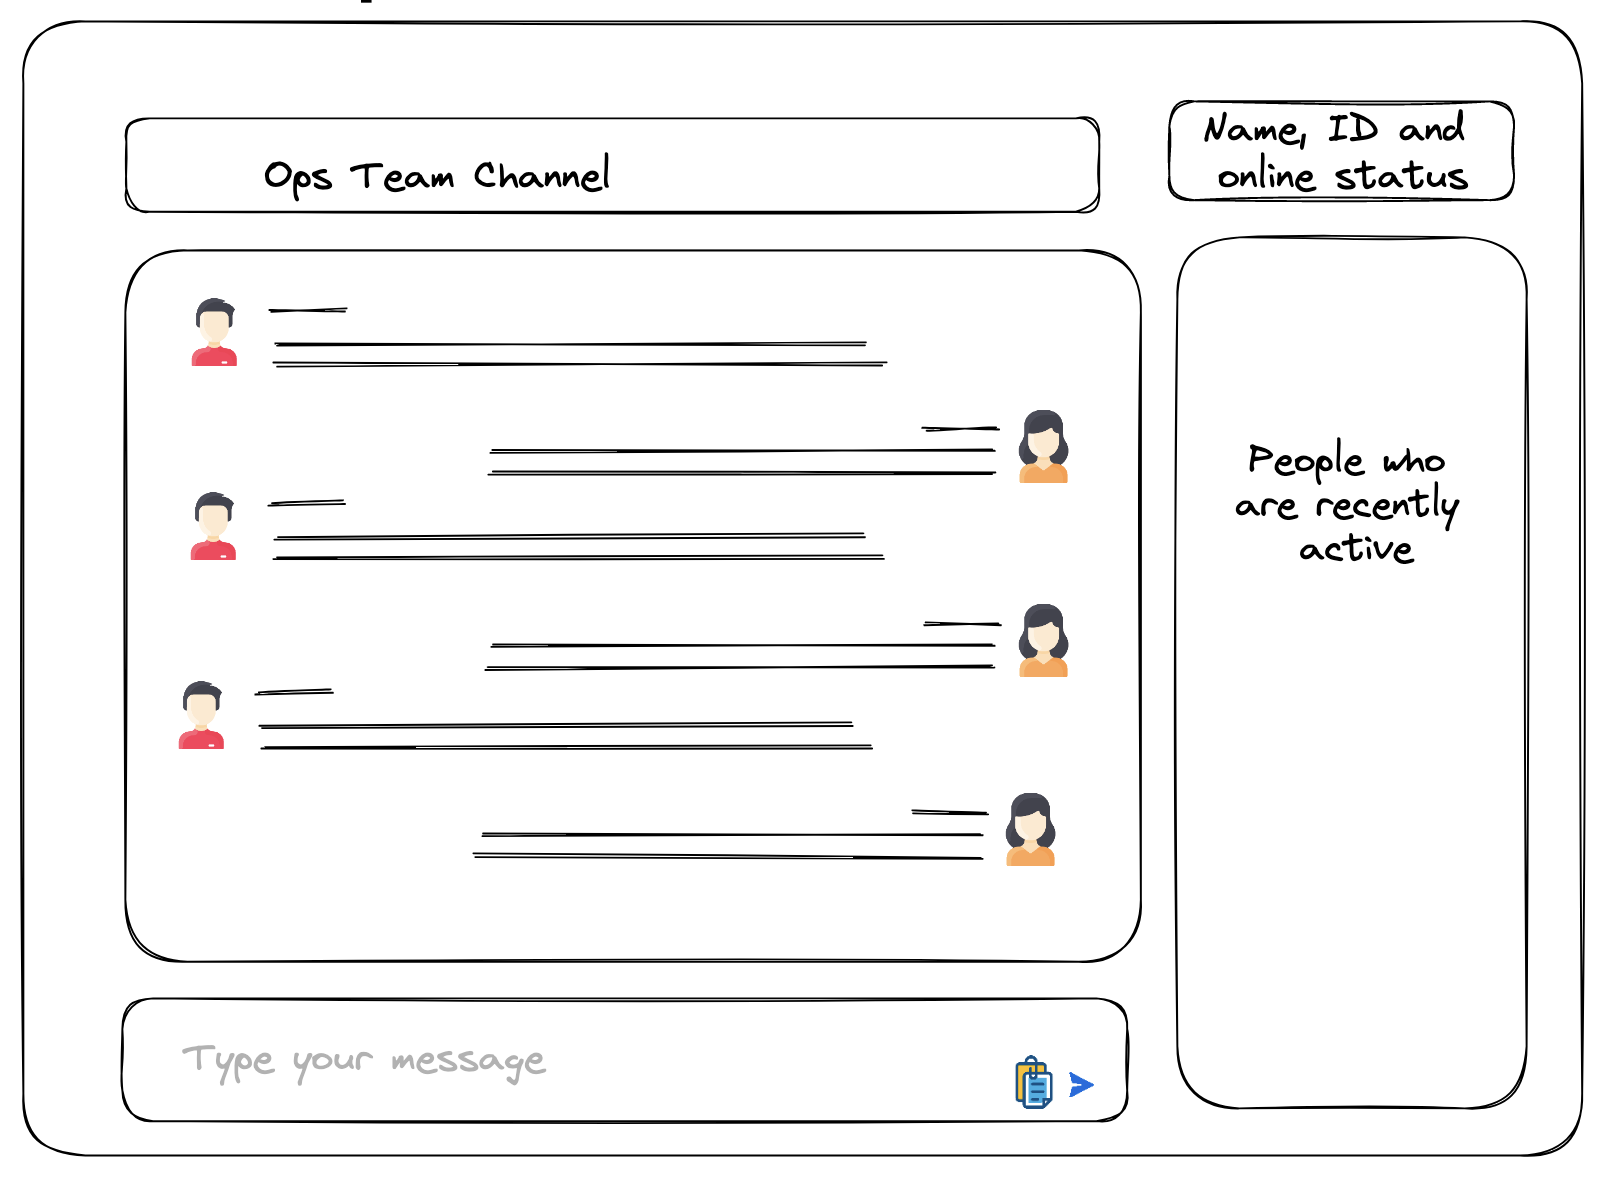 Ops Team Channel
Name, ID and
online status
People who
are recently
active
Type your message